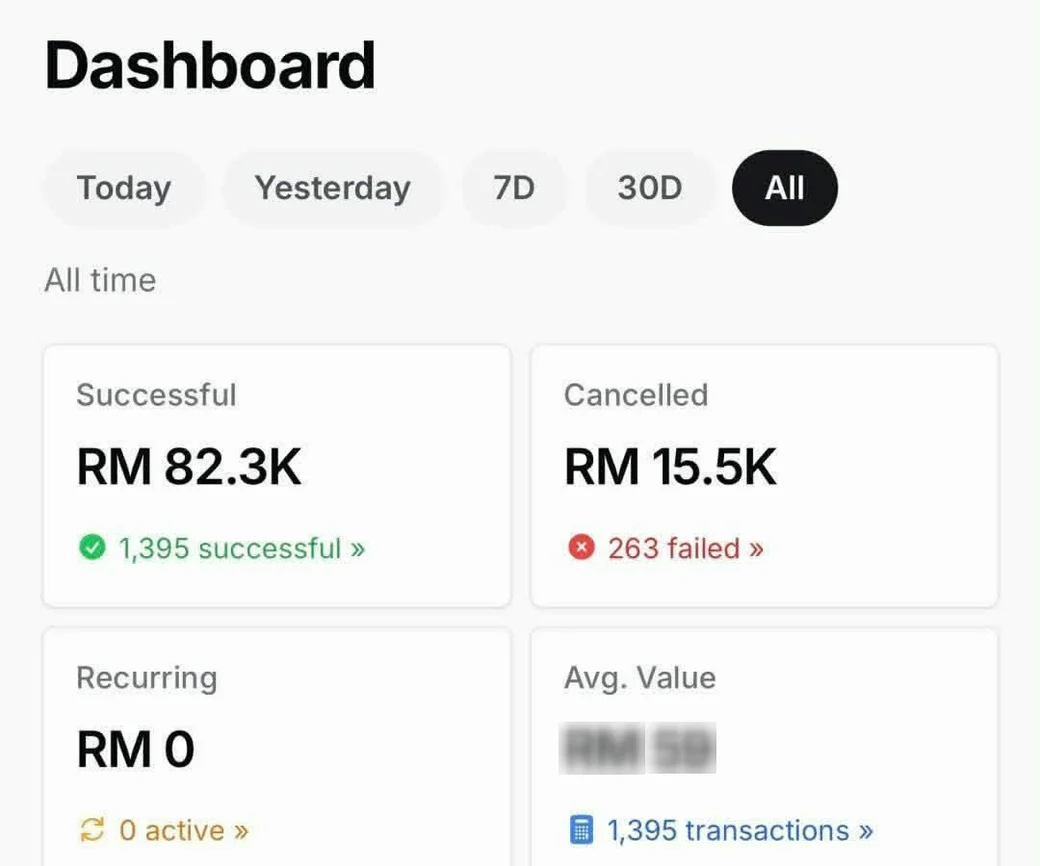 Dashboard
Today Yesterday 7D 30D All
All time
Successful
RM 82.3K
1,395 successful »
Cancelled
RM 15.5K
263 failed »
Recurring
RM 0
0 active »
Avg. Value
1,395 transactions »